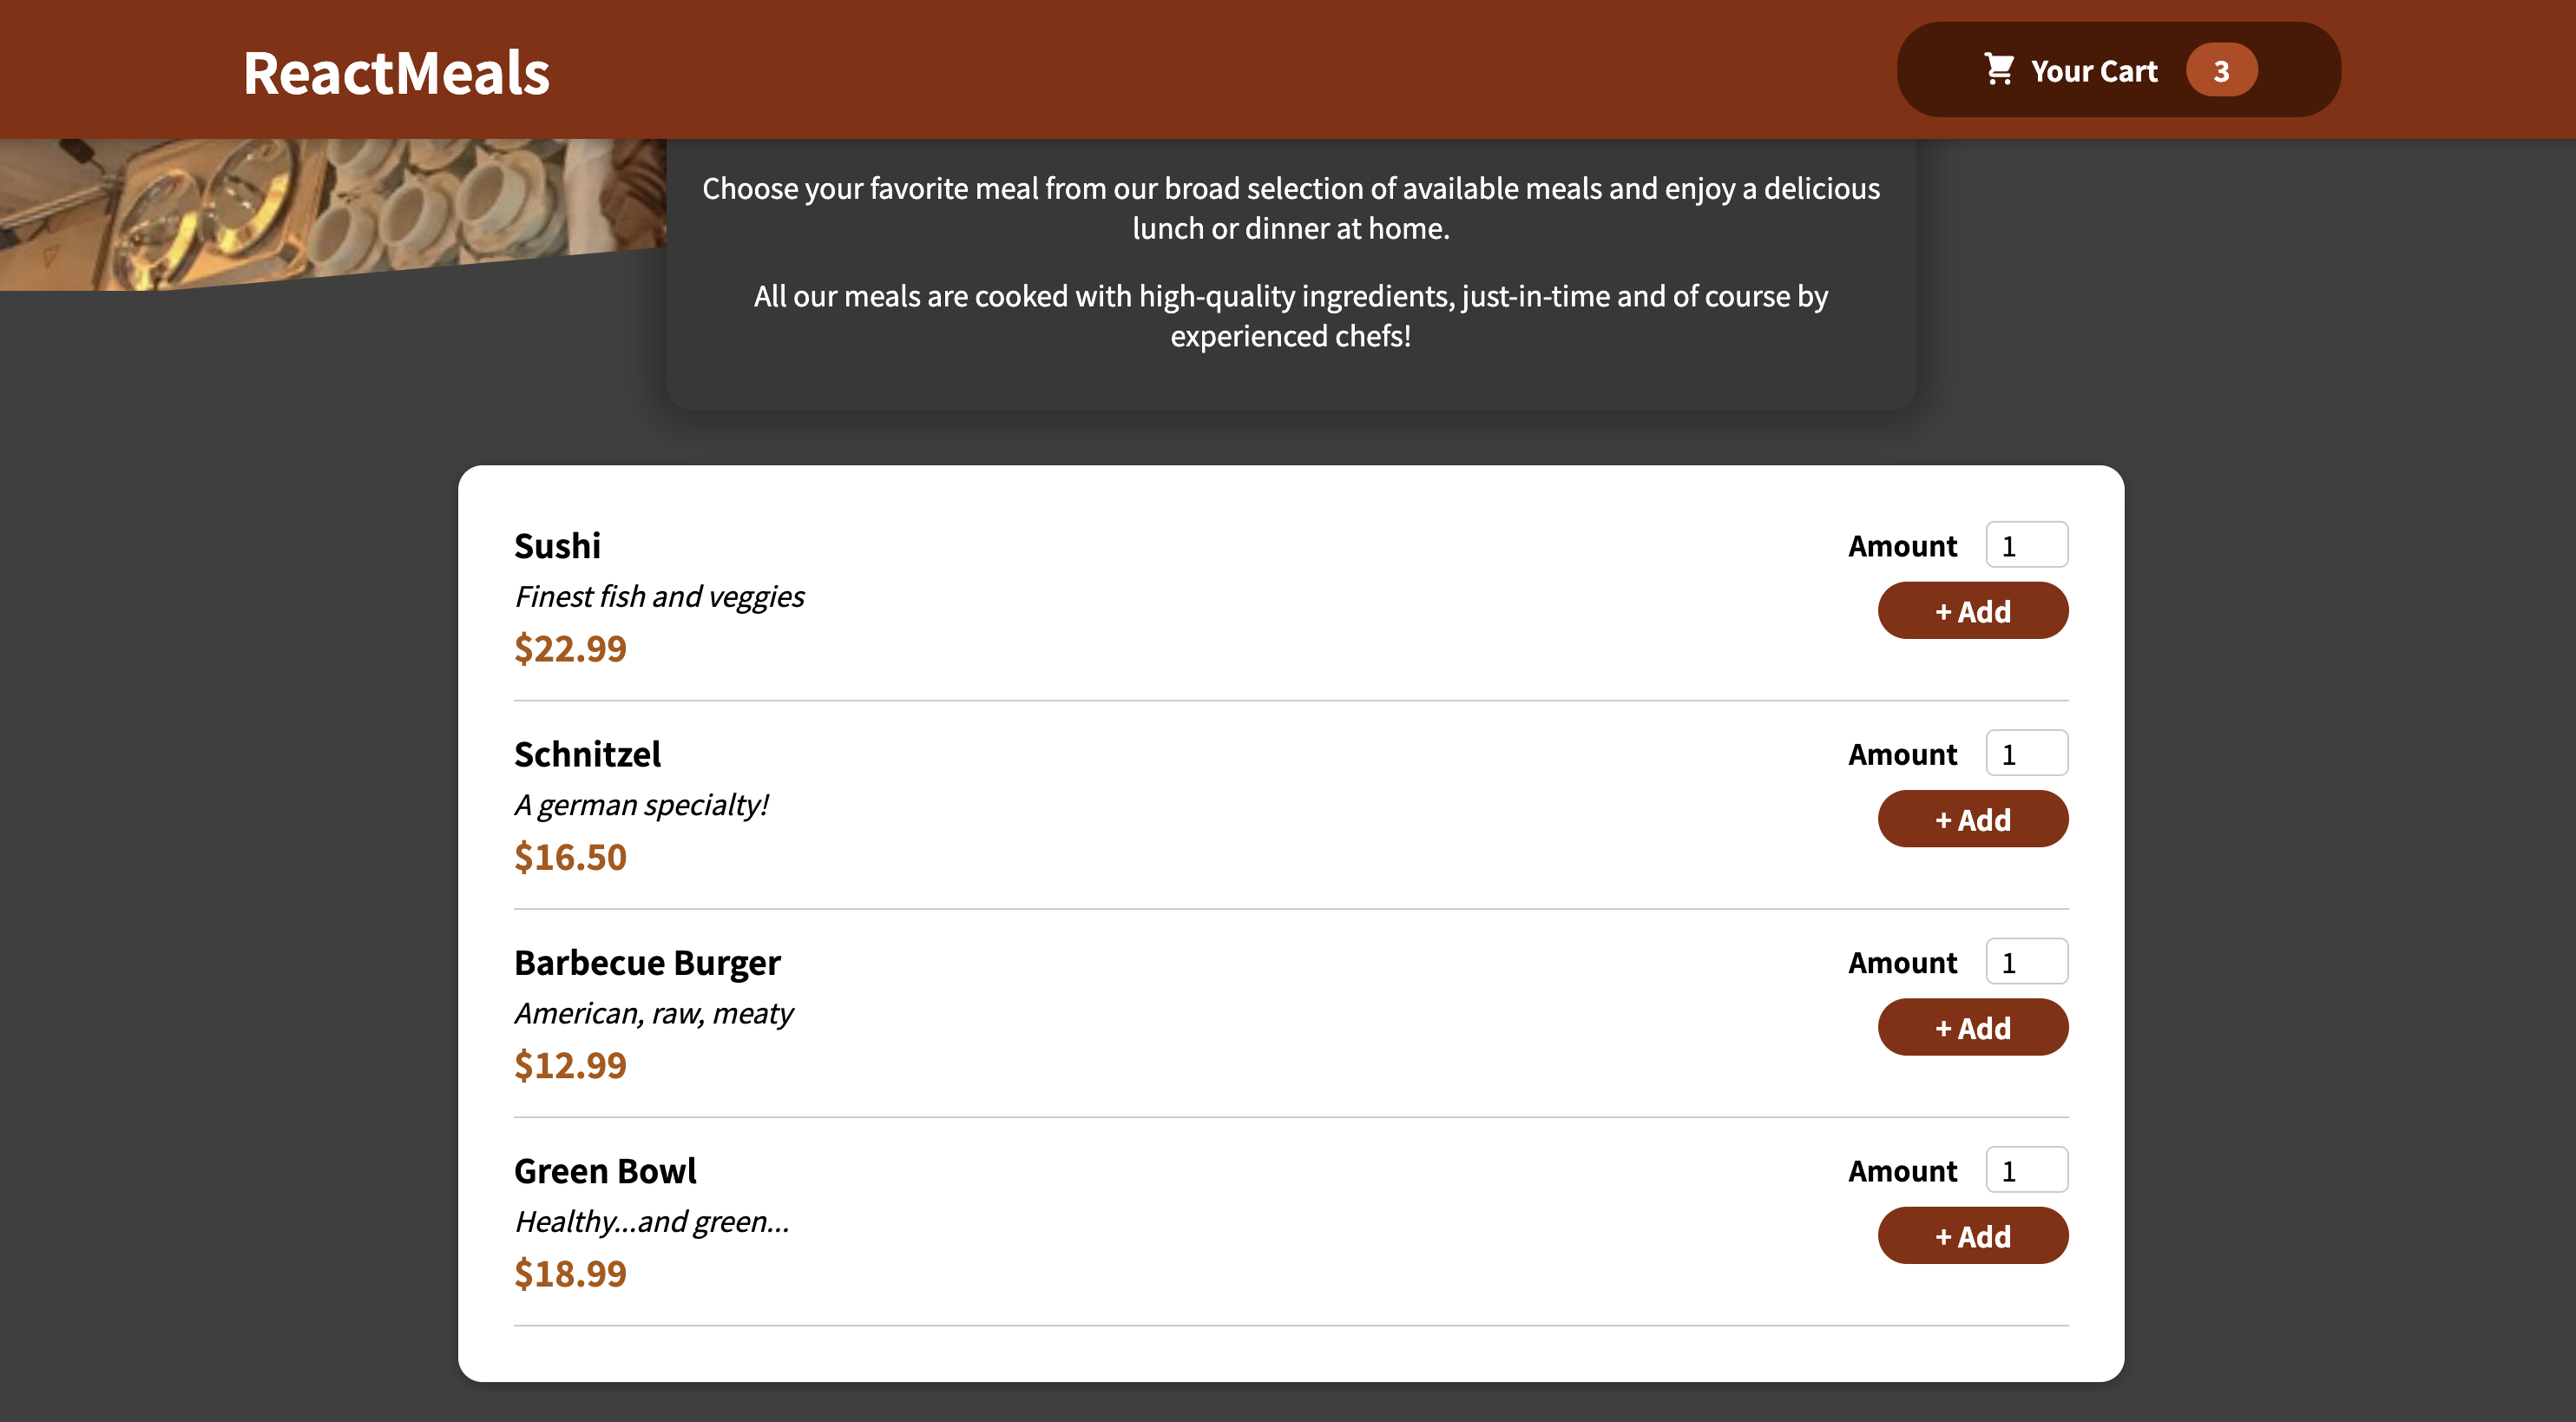 ReactMeals
Your Cart 3
Choose your favorite meal from our broad selection of available meals and enjoy a delicious
lunch or dinner at home.
All our meals are cooked with high-quality ingredients, just-in-time and of course by
experienced chefs!
Sushi
Finest fish and veggies
$22.99
Amount 1
+ Add
Schnitzel
A german specialty!
$16.50
Amount 1
+ Add
Barbecue Burger
American, raw, meaty
$12.99
Amount 1
+ Add
Green Bowl
Healthy...and green...
$18.99
Amount 1
+ Add